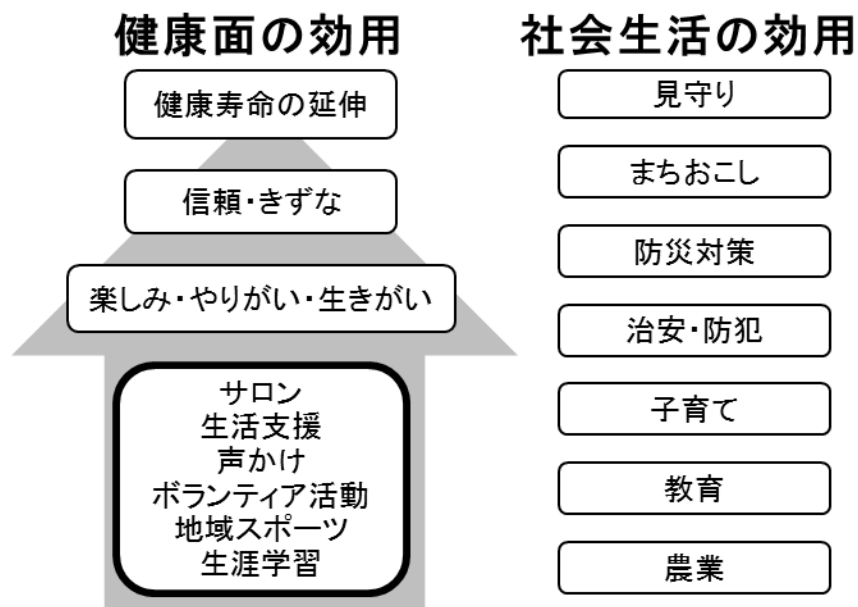 健康面の効用
健康寿命の延伸
信頼・きずな
楽しみ・やりがい・生きがい
サロン
生活支援
声かけ
ボランティア活動
地域スポーツ
生涯学習
社会生活の効用
見守り
まちおこし
防災対策
治安・防犯
子育て
教育
農業